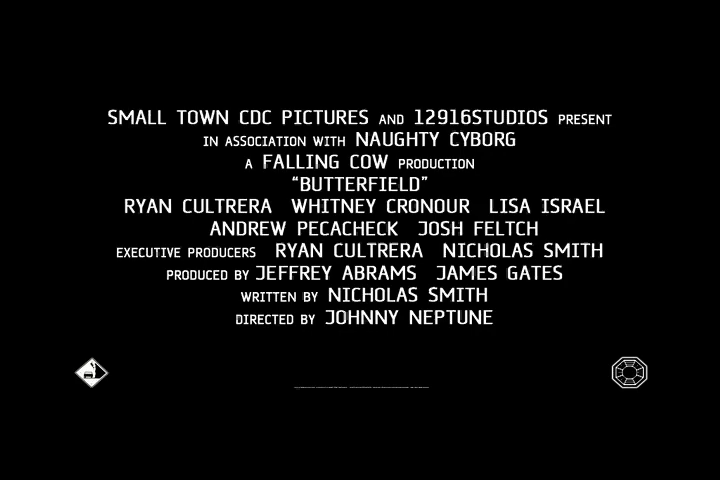 SMALL TOWN CDC PICTURES AND 12916STUDIOS PRESENT
IN ASSOCIATION WITH NAUGHTY CYBORG
A FALLING COW PRODUCTION
“BUTTERFIELD”
RYAN CULTRERA WHITNEY CRONOUR LISA ISRAEL
ANDREW PECACHECK JOSH FELTCH
EXECUTIVE PRODUCERS RYAN CULTRERA NICHOLAS SMITH
PRODUCED BY JEFFREY ABRAMS JAMES GATES
WRITTEN BY NICHOLAS SMITH
DIRECTED BY JOHNNY NEPTUNE